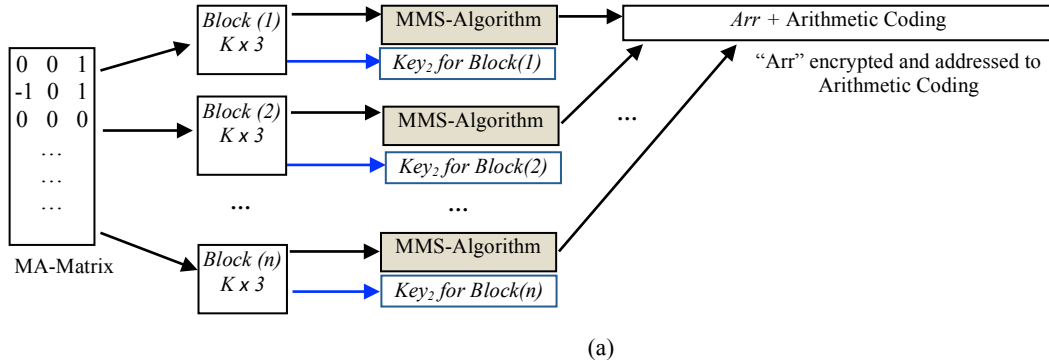 0 0 1
-1 0 1
0 0 0
...
...
...
MA-Matrix
Block (1)
K x 3
MMS-Algorithm
Key₂ for Block(1)
Block (2)
K x 3
MMS-Algorithm
Key₂ for Block(2)
...
...
Block (n)
K x 3
MMS-Algorithm
Key₂ for Block(n)
Arr + Arithmetic Coding
“Arr” encrypted and addressed to
Arithmetic Coding
...
(a)